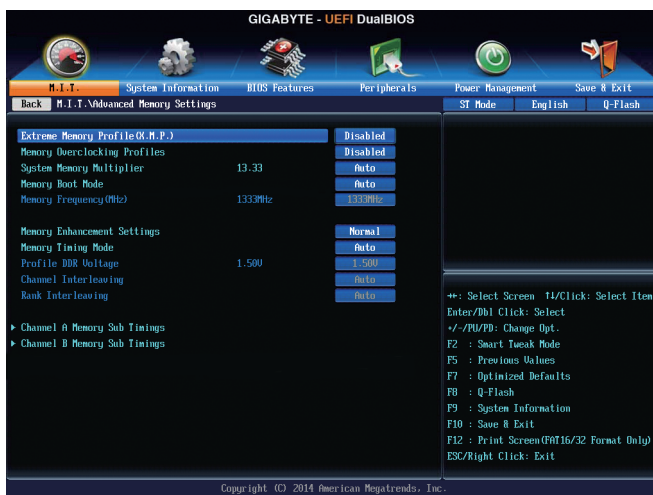 GIGABYTE - UEFI DualBIOS
M.I.T. System Information BIOS Features Peripherals Power Management Save & Exit
Back M.I.T.\Advanced Memory Settings ST Mode English Q-Flash
Extreme Memory Profile(X.M.P.) Disabled
Memory Overclocking Profiles Disabled
System Memory Multiplier 13.33 Auto
Memory Boot Mode Auto
Memory Frequency(MHz) 1333MHz 1333MHz
Memory Enhancement Settings Normal
Memory Timing Mode Auto
Profile DDR Voltage 1.50V 1.50V
Channel Interleaving Auto
Rank Interleaving Auto
Channel A Memory Sub Timings
Channel B Memory Sub Timings
→←: Select Screen ↑↓/Click: Select Item
Enter/Dbl Click: Select
+/-/PU/PD: Change Opt.
F2 : Smart Tweak Mode
F5 : Previous Values
F7 : Optimized Defaults
F8 : Q-Flash
F9 : System Information
F10 : Save & Exit
F12 : Print Screen(FAT16/32 Format Only)
ESC/Right Click: Exit
Copyright (C) 2014 American Megatrends, Inc.